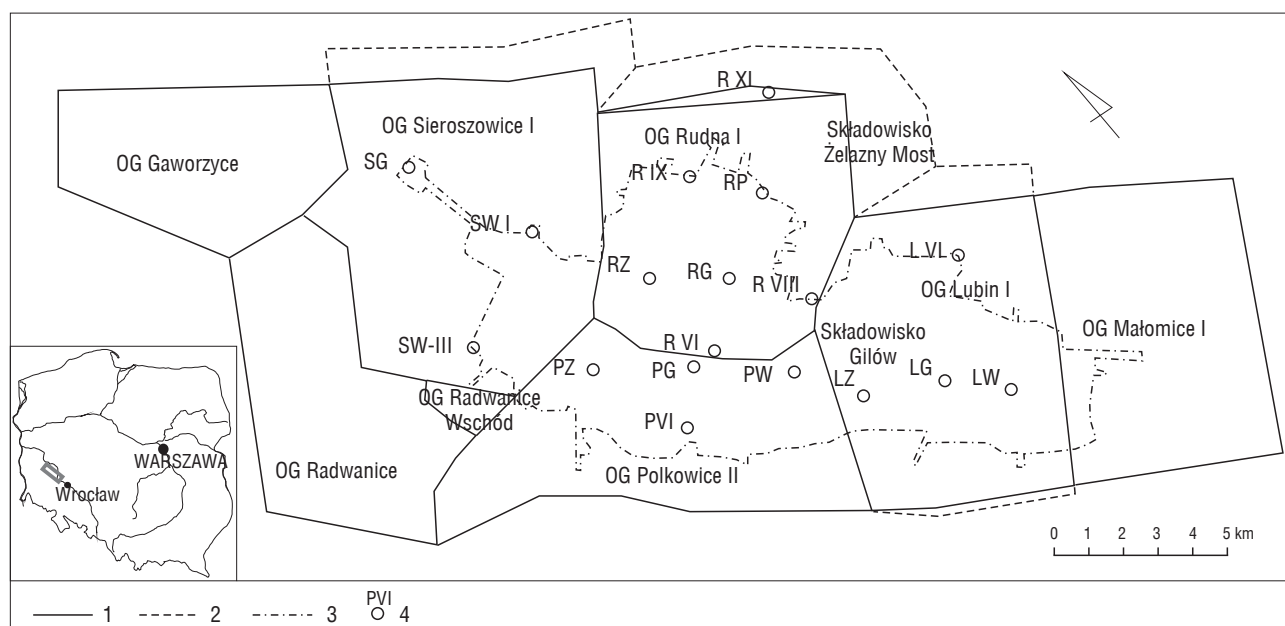 R XI
OG Sieroszowice I
OG Rudna I
Składowisko
Żelazny Most
OG Gaworzyce
SG
R IX
RP
SW I
L VI
RZ
RG
R VIII
OG Lubin I
SW-III
R VI
Składowisko
Gilów
OG Małomice I
PZ
PG
PW
LZ
LG
LW
OG Radwanice
Wschód
PVI
OG Radwanice
OG Polkowice II
WARSZAWA
Wrocław
0 1 2 3 4 5 km
1 2 3 PVI 4